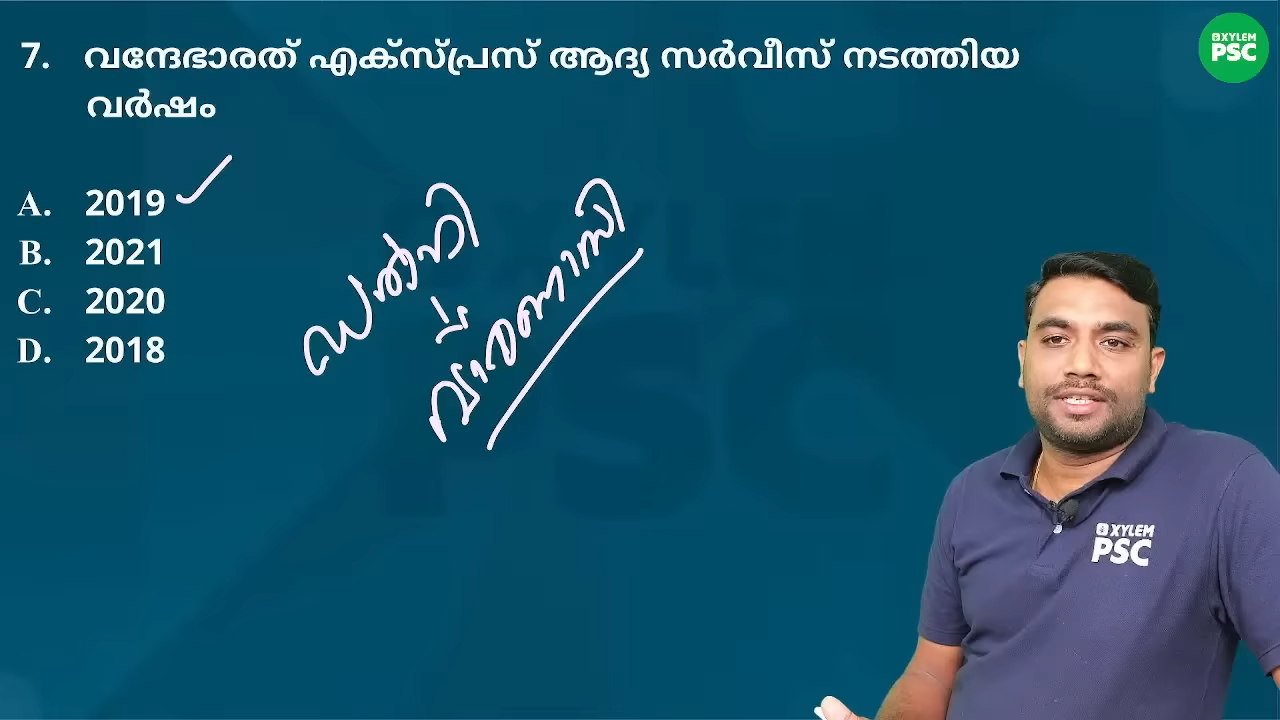 7. വന്ദേഭാരത് എക്സ്പ്രസ് ആദ്യ സർവീസ് നടത്തിയ
വർഷം
XYLEM
PSC
A. 2019
B. 2021
C. 2020
D. 2018
ഡൽഹി
വാരണാസി
XYLEM
PSC